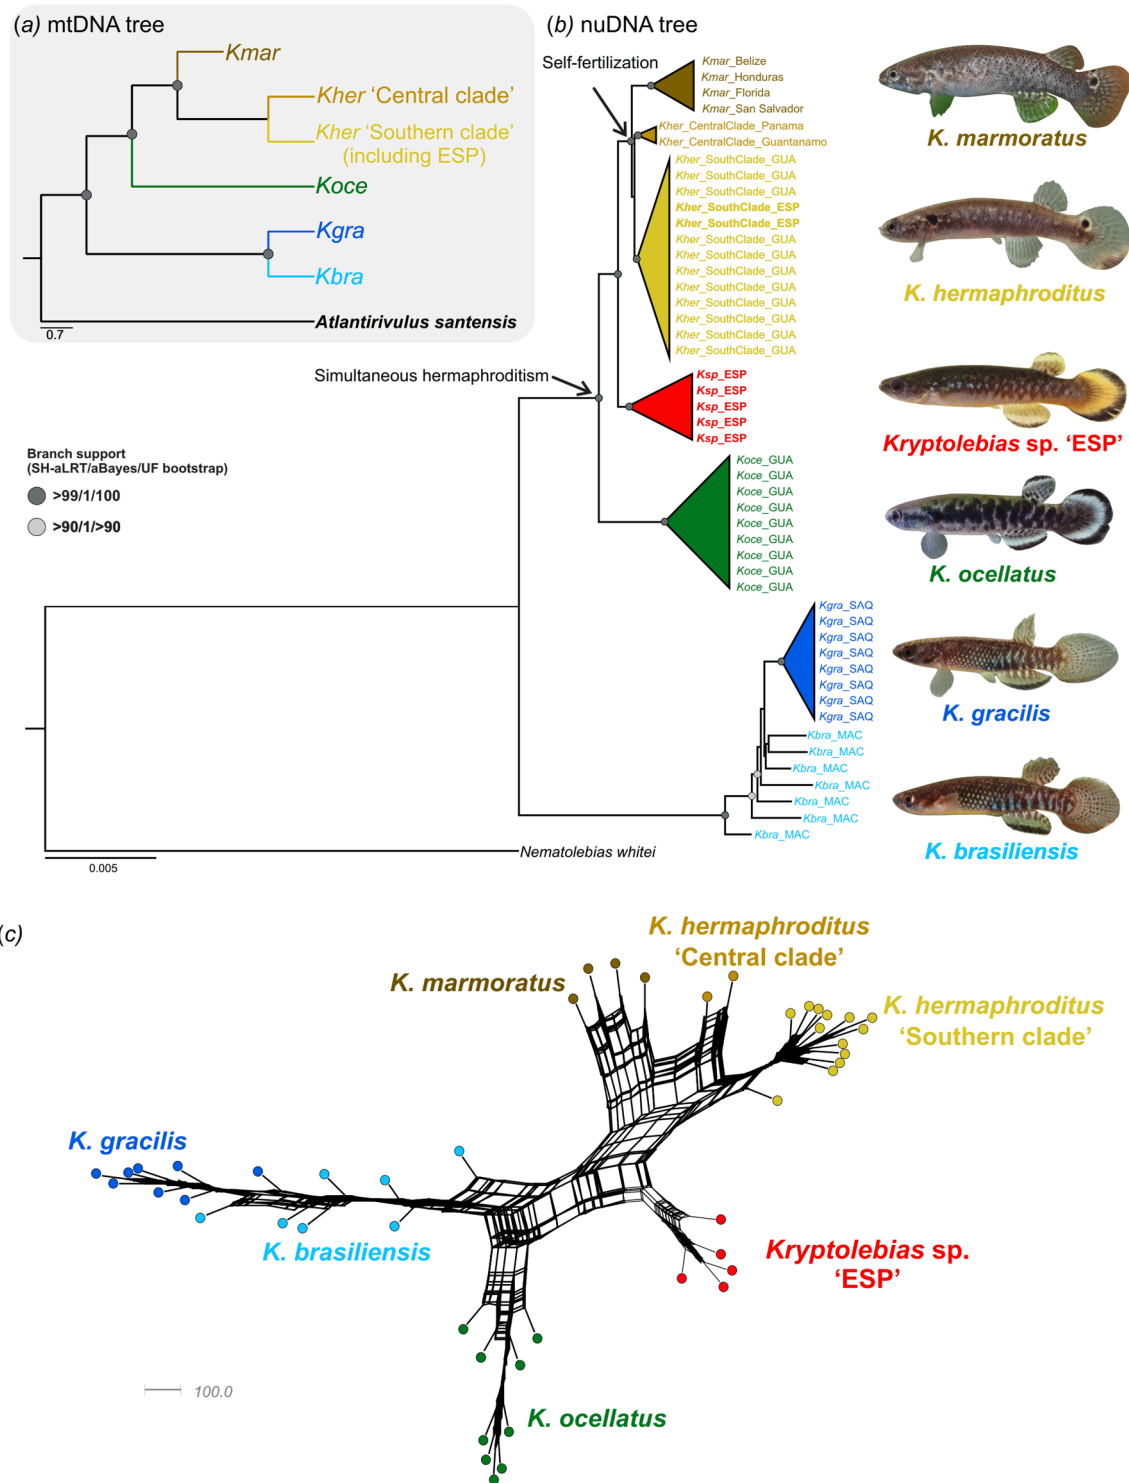 (a) mtDNA tree
Kmar
Kher 'Central clade'
Kher 'Southern clade'
(including ESP)
Koce
Kgra
Kbra
Atlantirivulus santensis
0.7
(b) nuDNA tree
Self-fertilization
Kmar_Belize
Kmar_Honduras
Kmar_Florida
Kmar_San Salvador
Kher_CentralClade_Panama
Kher_CentralClade_Guantanamo
Kher_SouthClade_GUA
Kher_SouthClade_GUA
Kher_SouthClade_GUA
Kher_SouthClade_ESP
Kher_SouthClade_ESP
Kher_SouthClade_GUA
Kher_SouthClade_GUA
Kher_SouthClade_GUA
Kher_SouthClade_GUA
Kher_SouthClade_GUA
Kher_SouthClade_GUA
Kher_SouthClade_GUA
Kher_SouthClade_GUA
Simultaneous hermaphroditism
Ksp_ESP
Ksp_ESP
Ksp_ESP
Ksp_ESP
Ksp_ESP
Branch support
(SH-aLRT/aBayes/UF bootstrap)
>99/1/100
>90/1/>90
Koce_GUA
Koce_GUA
Koce_GUA
Koce_GUA
Koce_GUA
Koce_GUA
Koce_GUA
Koce_GUA
Koce_GUA
Kgra_SAQ
Kgra_SAQ
Kgra_SAQ
Kgra_SAQ
Kgra_SAQ
Kgra_SAQ
Kgra_SAQ
Kgra_SAQ
Kbra_MAC
Kbra_MAC
Kbra_MAC
Kbra_MAC
Kbra_MAC
Kbra_MAC
Kbra_MAC
Nematolebias whitei
0.005
K. marmoratus
K. hermaphroditus
Kryptolebias sp. 'ESP'
K. ocellatus
K. gracilis
K. brasiliensis
(c)
K. hermaphroditus
'Central clade'
K. marmoratus
K. hermaphroditus
'Southern clade'
K. gracilis
K. brasiliensis
Kryptolebias sp.
'ESP'
100.0
K. ocellatus